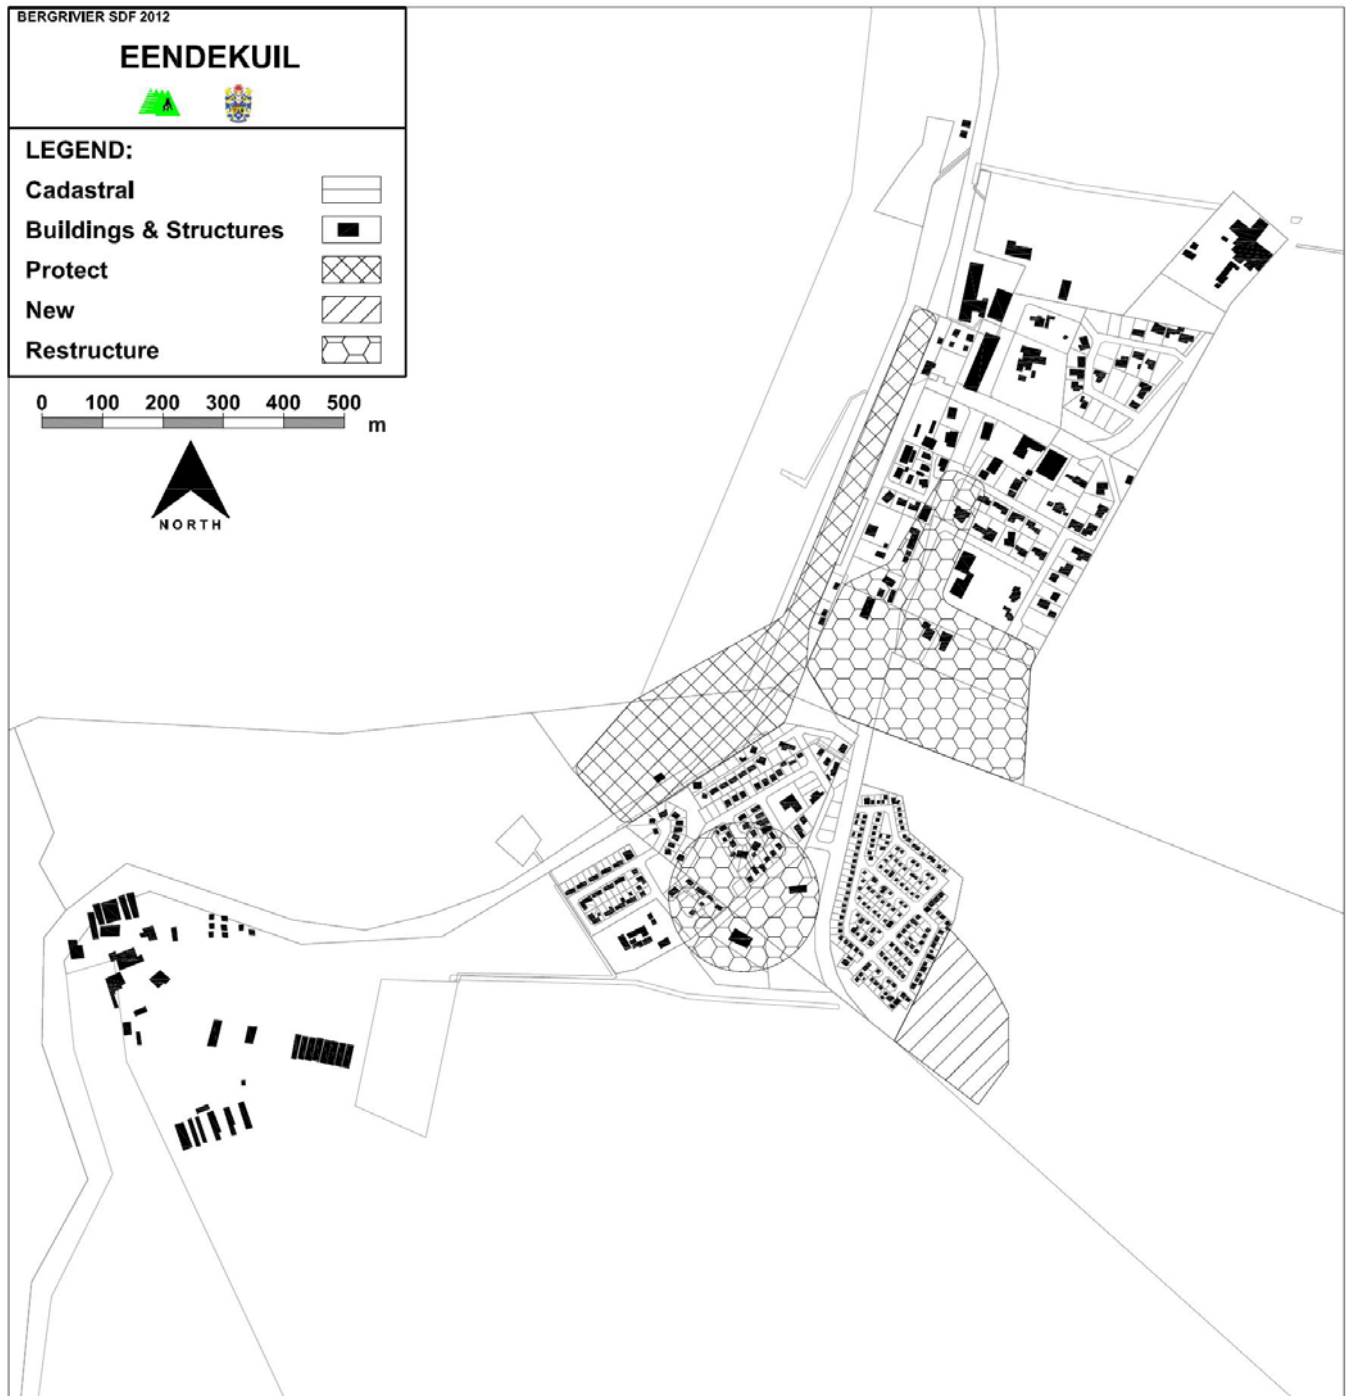 BERGRIVIER SDF 2012
EENDEKUIL
LEGEND:
Cadastral
Buildings & Structures
Protect
New
Restructure
0 100 200 300 400 500
m
NORTH